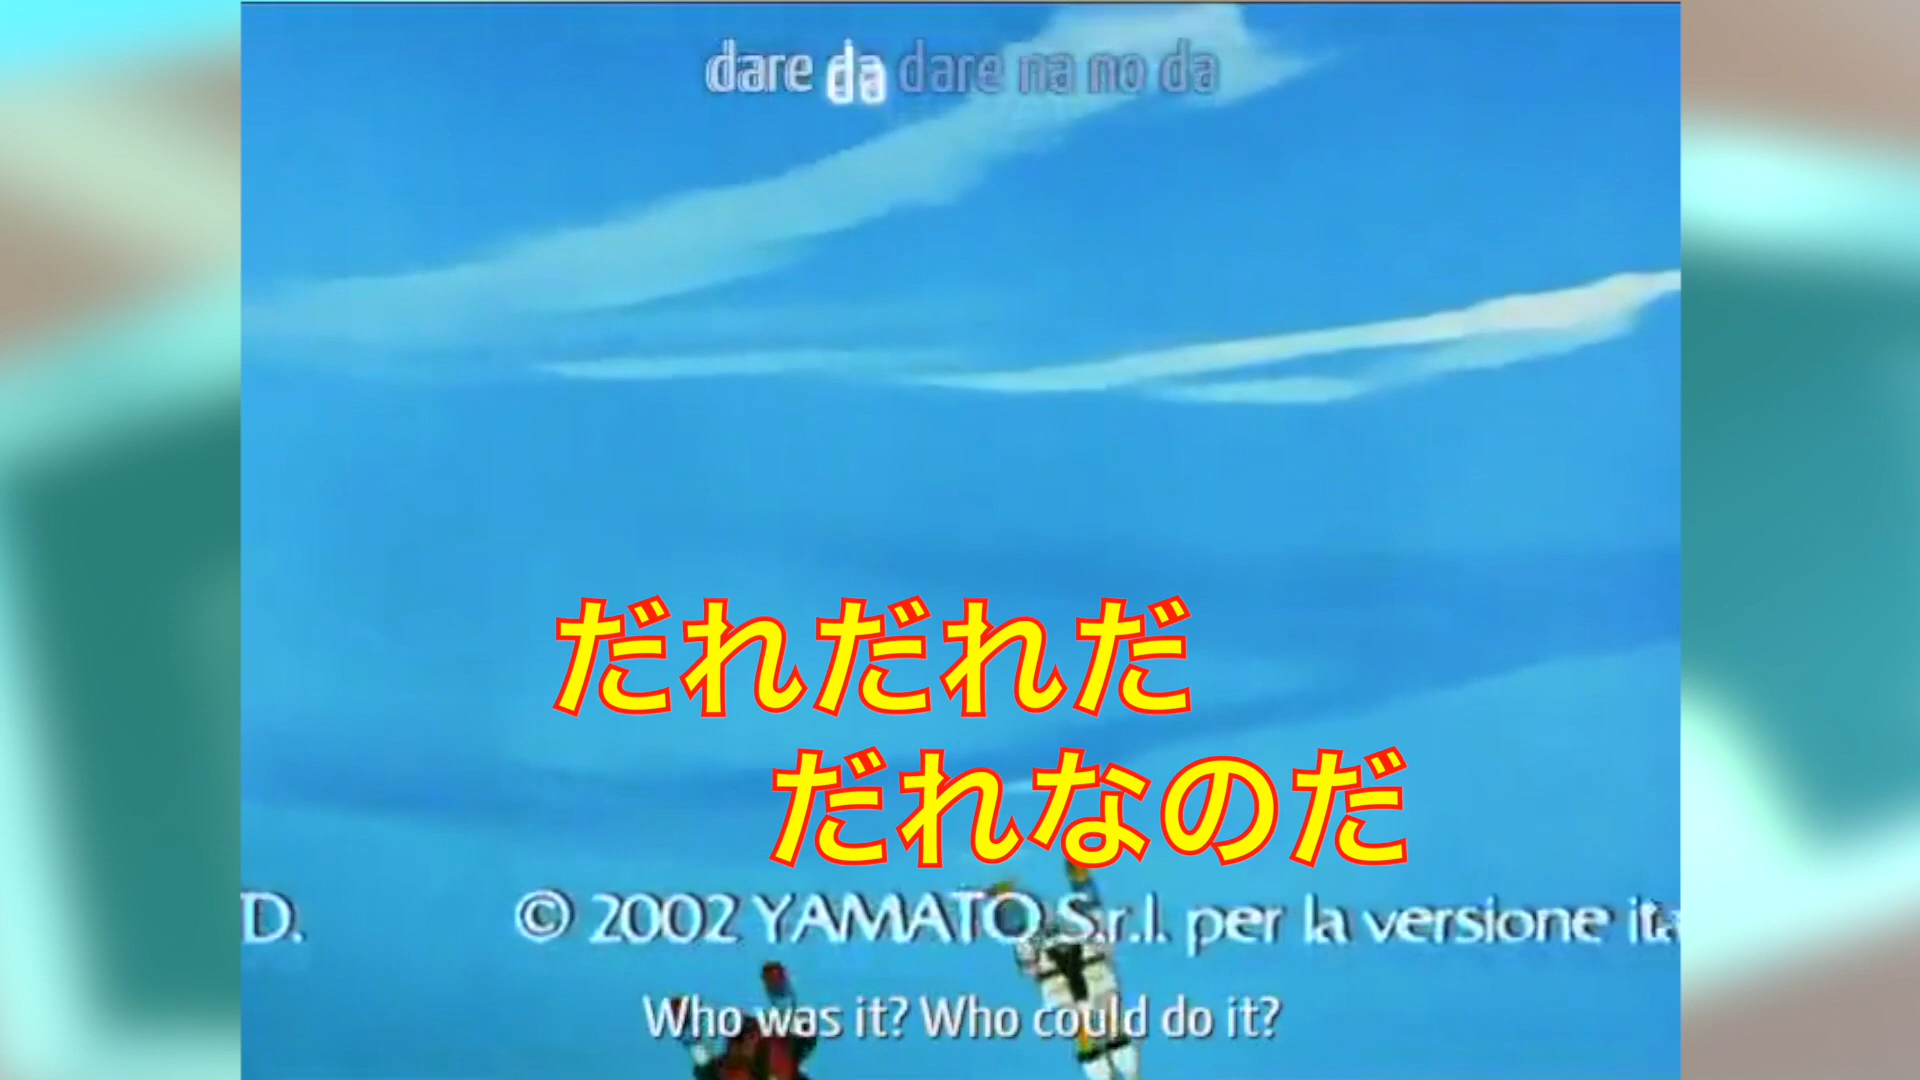 dare da dare na no da
だれだれだ
だれなのだ
D. © 2002 YAMATO S.r.l. per la versione ita
Who was it? Who could do it?